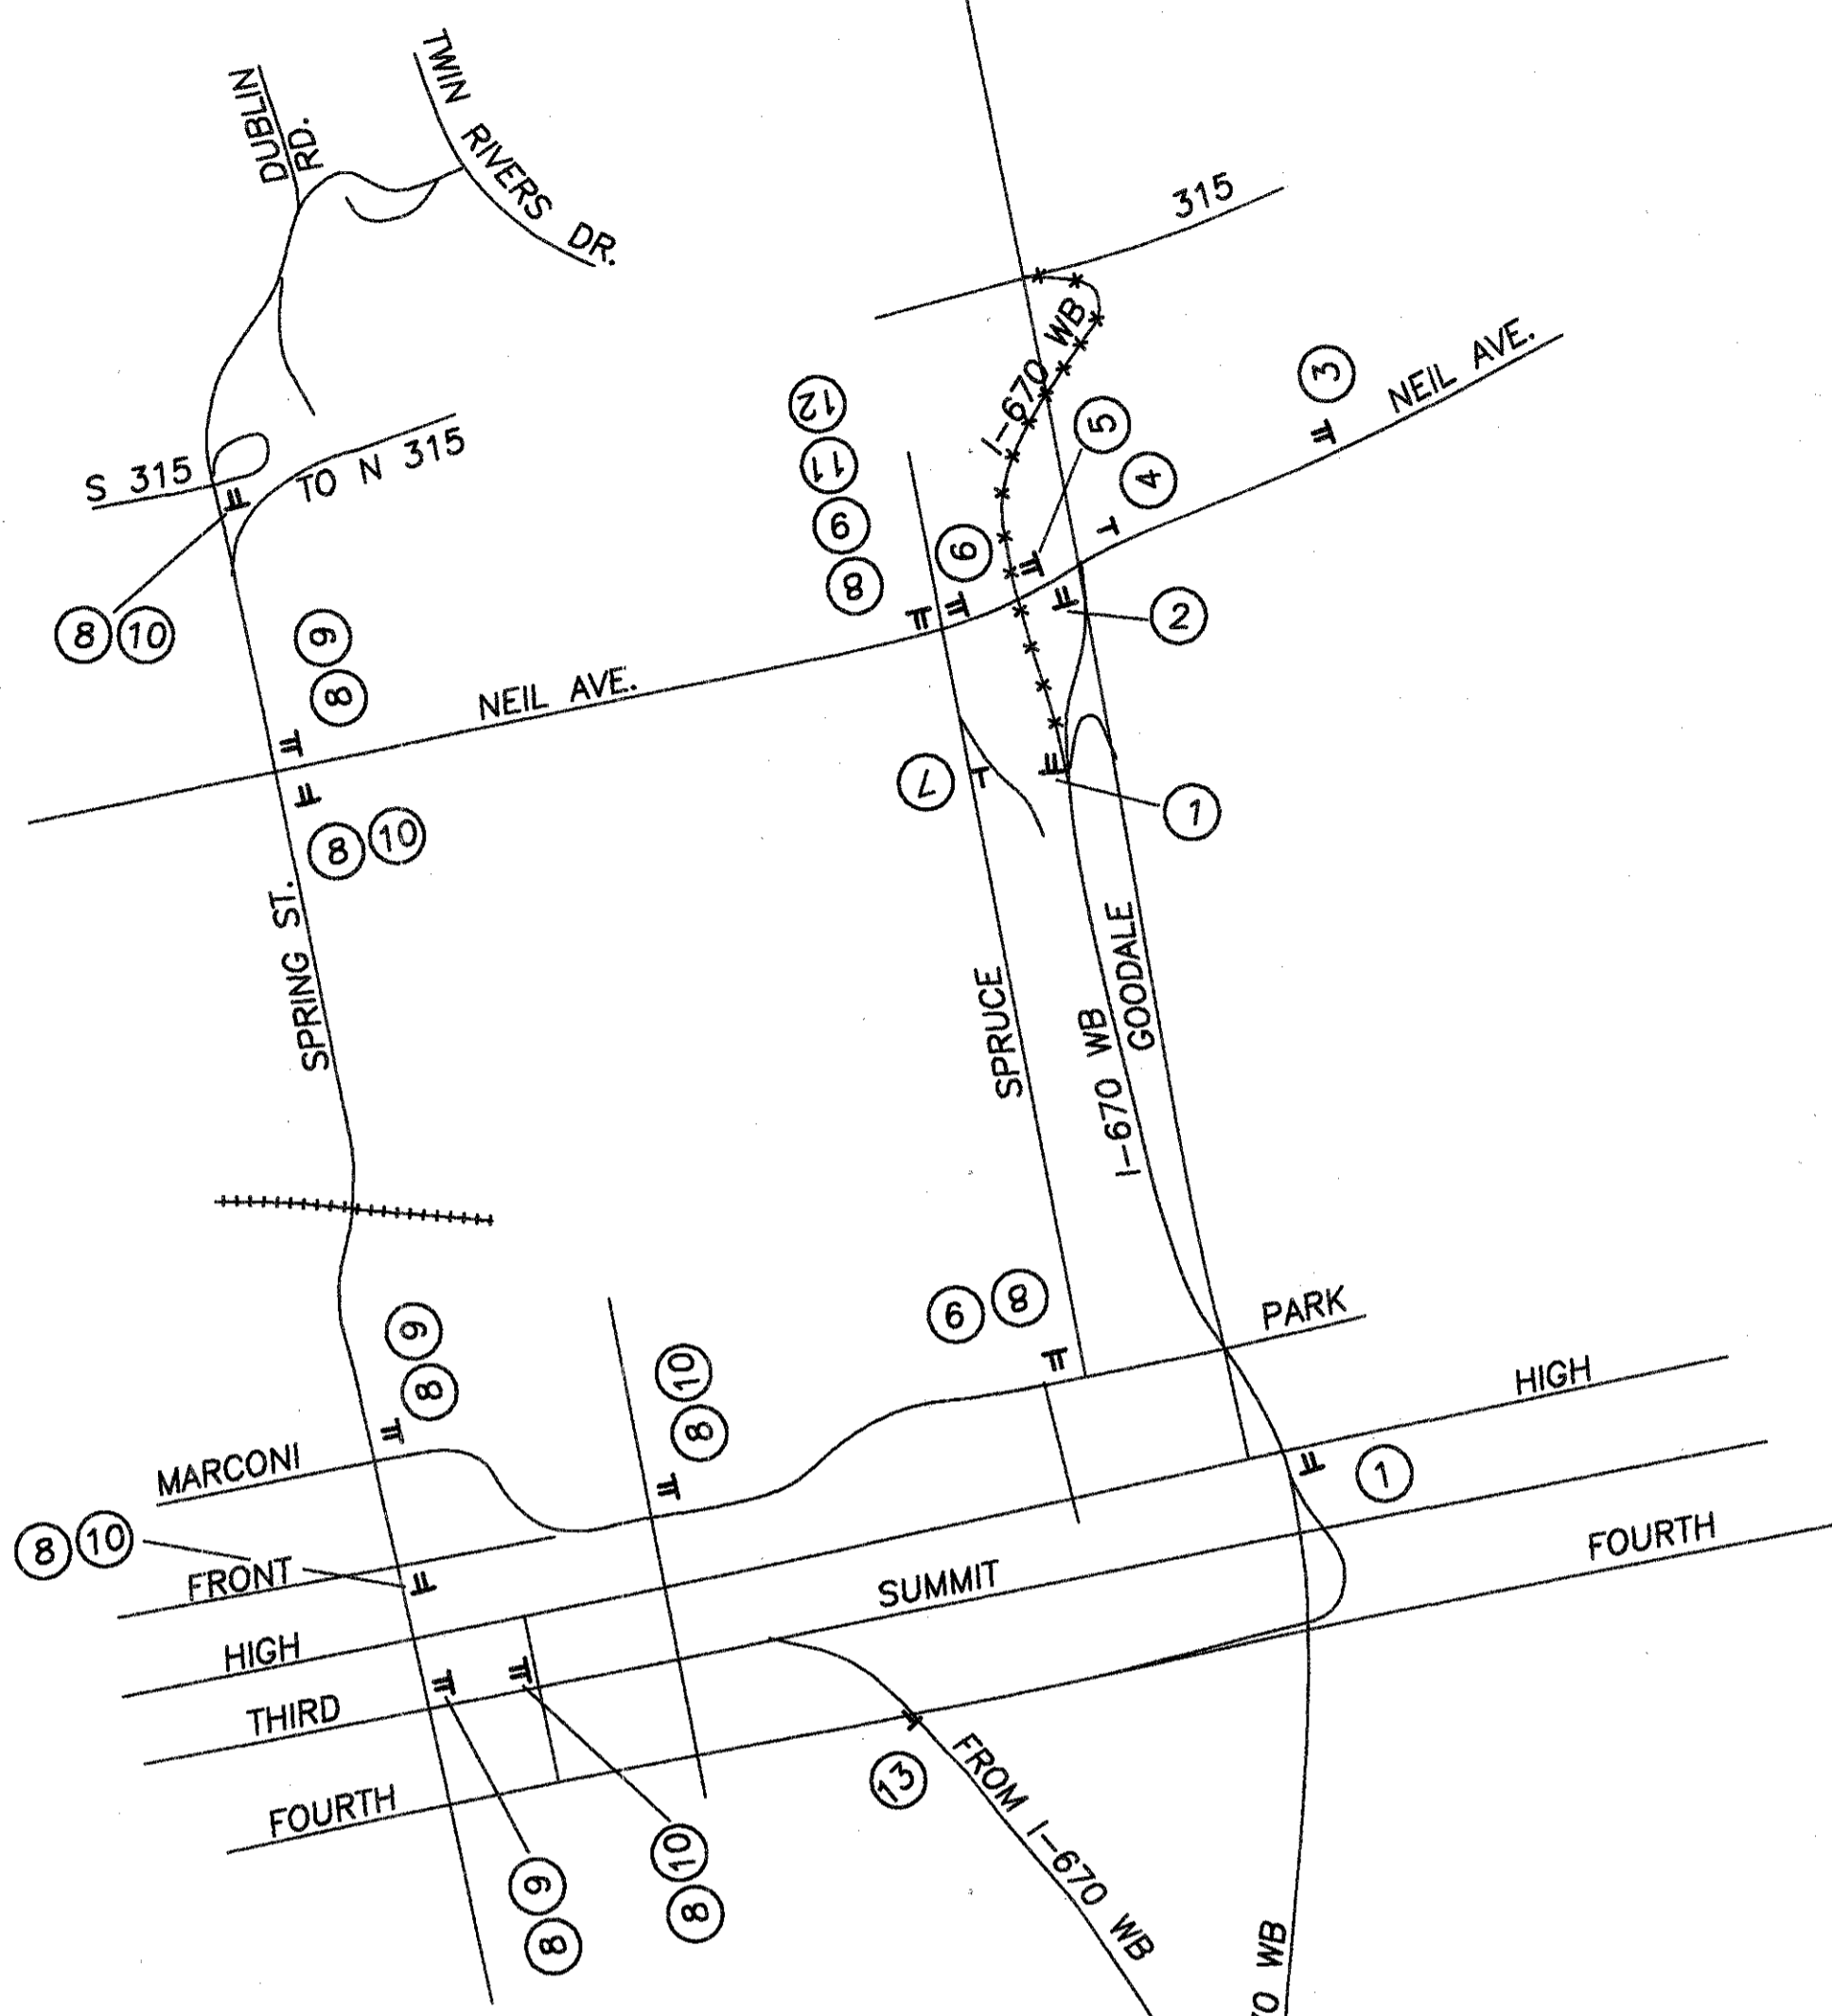 DUBLIN
RD.
TWIN RIVERS DR.
315
I-670 WB
3
NEIL AVE.
12
11
9
8
5
4
6
S 315
TO N 315
8 10
9
8
2
NEIL AVE.
7
1
8 10
SPRING ST.
SPRUCE
I-670 WB
GOODALE
9
8
10
8
6 8
PARK
HIGH
MARCONI
1
8 10
FRONT
SUMMIT
FOURTH
HIGH
THIRD
13
FROM I-670 WB
FOURTH
10
8
9
8
70 WB